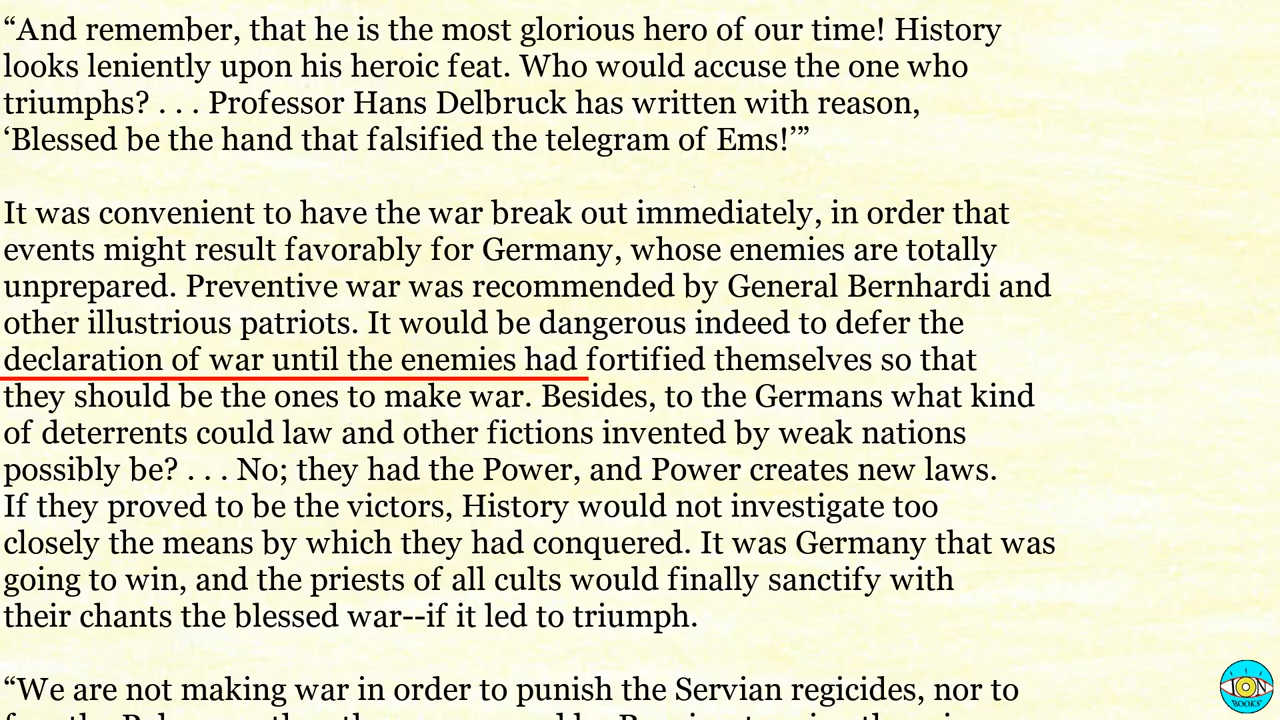 “And remember, that he is the most glorious hero of our time! History
looks leniently upon his heroic feat. Who would accuse the one who
triumphs? . . . Professor Hans Delbruck has written with reason,
‘Blessed be the hand that falsified the telegram of Ems!’”
It was convenient to have the war break out immediately, in order that
events might result favorably for Germany, whose enemies are totally
unprepared. Preventive war was recommended by General Bernhardi and
other illustrious patriots. It would be dangerous indeed to defer the
declaration of war until the enemies had fortified themselves so that
they should be the ones to make war. Besides, to the Germans what kind
of deterrents could law and other fictions invented by weak nations
possibly be? . . . No; they had the Power, and Power creates new laws.
If they proved to be the victors, History would not investigate too
closely the means by which they had conquered. It was Germany that was
going to win, and the priests of all cults would finally sanctify with
their chants the blessed war--if it led to triumph.
“We are not making war in order to punish the Servian regicides, nor to
ION
BOOKS